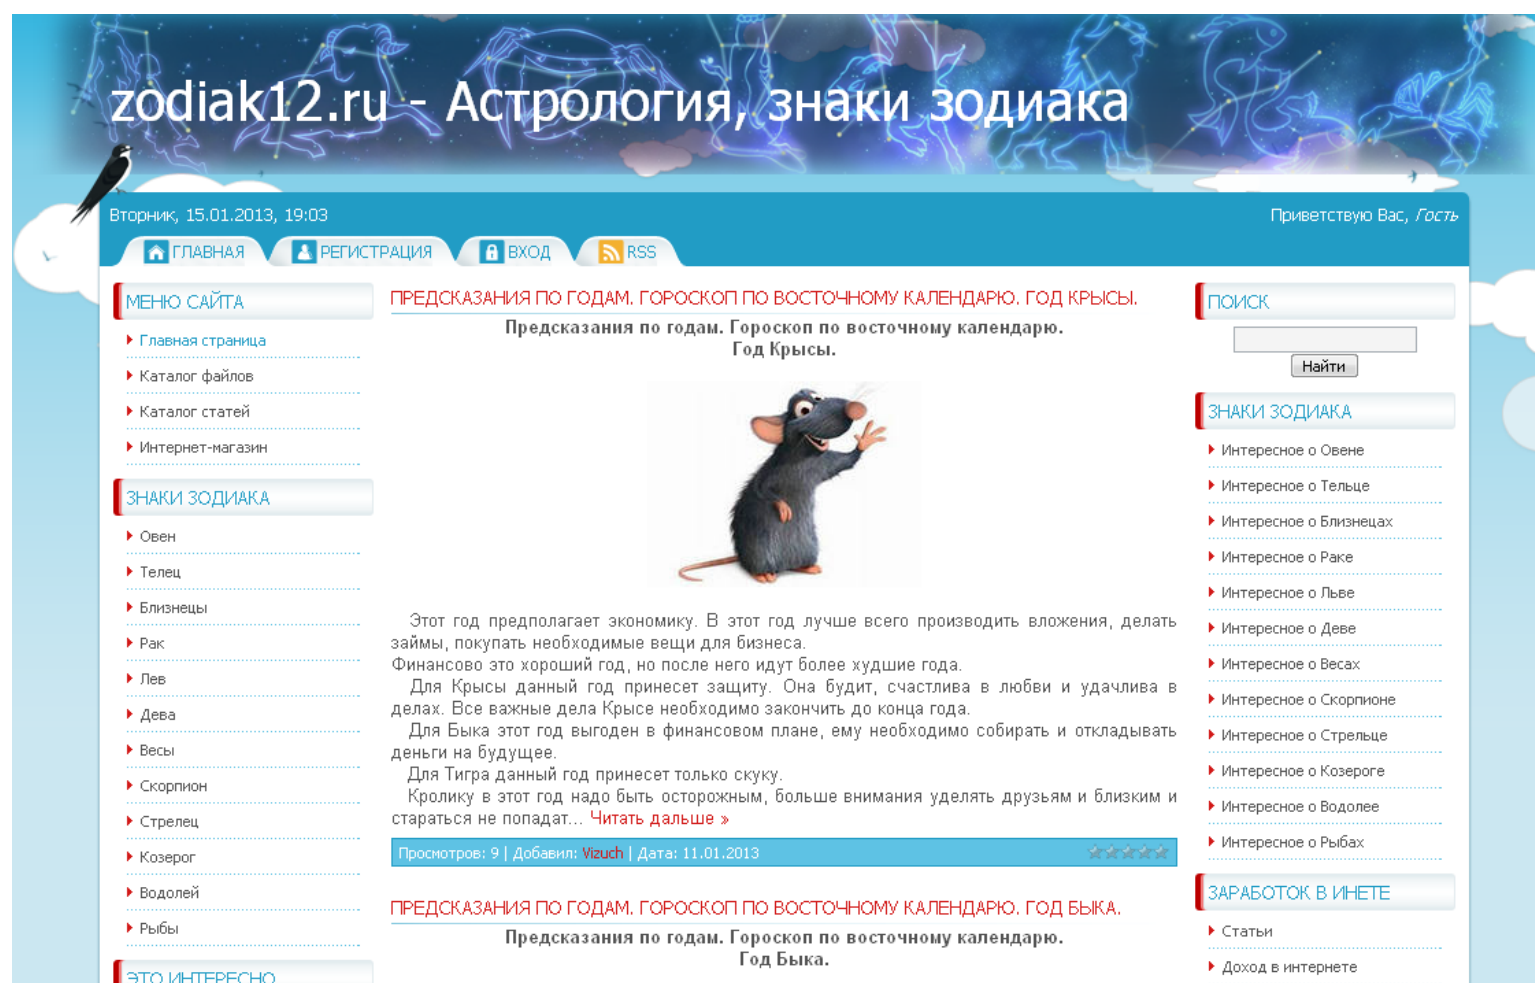 zodiak12.ru - Астрология, знаки зодиака
Вторник, 15.01.2013, 19:03
Приветствую Вас, Гость
ГЛАВНАЯ
РЕГИСТРАЦИЯ
ВХОД
RSS
МЕНЮ САЙТА
Главная страница
Каталог файлов
Каталог статей
Интернет-магазин
ЗНАКИ ЗОДИАКА
Овен
Телец
Близнецы
Рак
Лев
Дева
Весы
Скорпион
Стрелец
Козерог
Водолей
Рыбы
ЭТО ИНТЕРЕСНО
ПРЕДСКАЗАНИЯ ПО ГОДАМ. ГОРОСКОП ПО ВОСТОЧНОМУ КАЛЕНДАРЮ. ГОД КРЫСЫ.
Предсказания по годам. Гороскоп по восточному календарю.
Год Крысы.
Этот год предполагает экономику. В этот год лучше всего производить вложения, делать
займы, покупать необходимые вещи для бизнеса.
Финансово это хороший год, но после него идут более худшие года.
Для Крысы данный год принесет защиту. Она будит, счастлива в любви и удачлива в
делах. Все важные дела Крысе необходимо закончить до конца года.
Для Быка этот год выгоден в финансовом плане, ему необходимо собирать и откладывать
деньги на будущее.
Для Тигра данный год принесет только скуку.
Кролику в этот год надо быть осторожным, больше внимания уделять друзьям и близким и
стараться не попадат... Читать дальше »
Просмотров: 9 | Добавил: Vizuch | Дата: 11.01.2013
ПРЕДСКАЗАНИЯ ПО ГОДАМ. ГОРОСКОП ПО ВОСТОЧНОМУ КАЛЕНДАРЮ. ГОД БЫКА.
Предсказания по годам. Гороскоп по восточному календарю.
Год Быка.
ПОИСК
Найти
ЗНАКИ ЗОДИАКА
Интересное о Овене
Интересное о Тельце
Интересное о Близнецах
Интересное о Раке
Интересное о Льве
Интересное о Деве
Интересное о Весах
Интересное о Скорпионе
Интересное о Стрельце
Интересное о Козероге
Интересное о Водолее
Интересное о Рыбах
ЗАРАБОТОК В ИНЕТЕ
Статьи
Доход в интернете